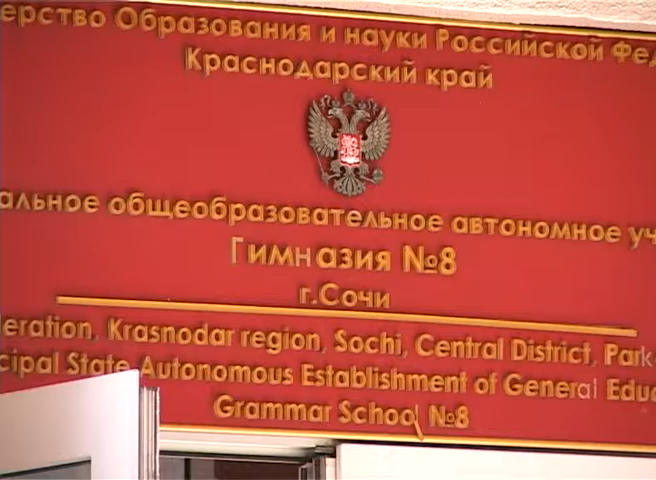 ерство Образования и науки Российской Фед
Краснодарский край
альное общеобразовательное автономное уч
Гимназия №8
г.Сочи
eration, Krasnodar region, Sochi, Central District, Park
cipal State Autonomous Establishment of General Educ
Grammar School №8